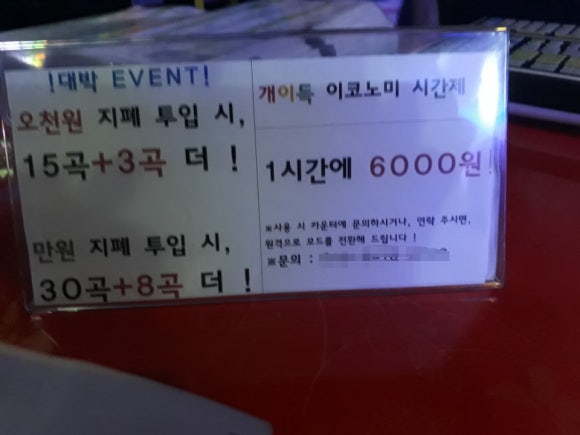 !대박 EVENT!
오천원 지폐 투입 시,
15곡+3곡 더 !
만원 지폐 투입 시,
30곡+8곡 더 !
개이득 이코노미 시간제
1시간에 6000원!
※사용 시 카운터에 문의하시거나, 연락 주시면,
원격으로 모드를 전환해 드립니다!
※문의 :